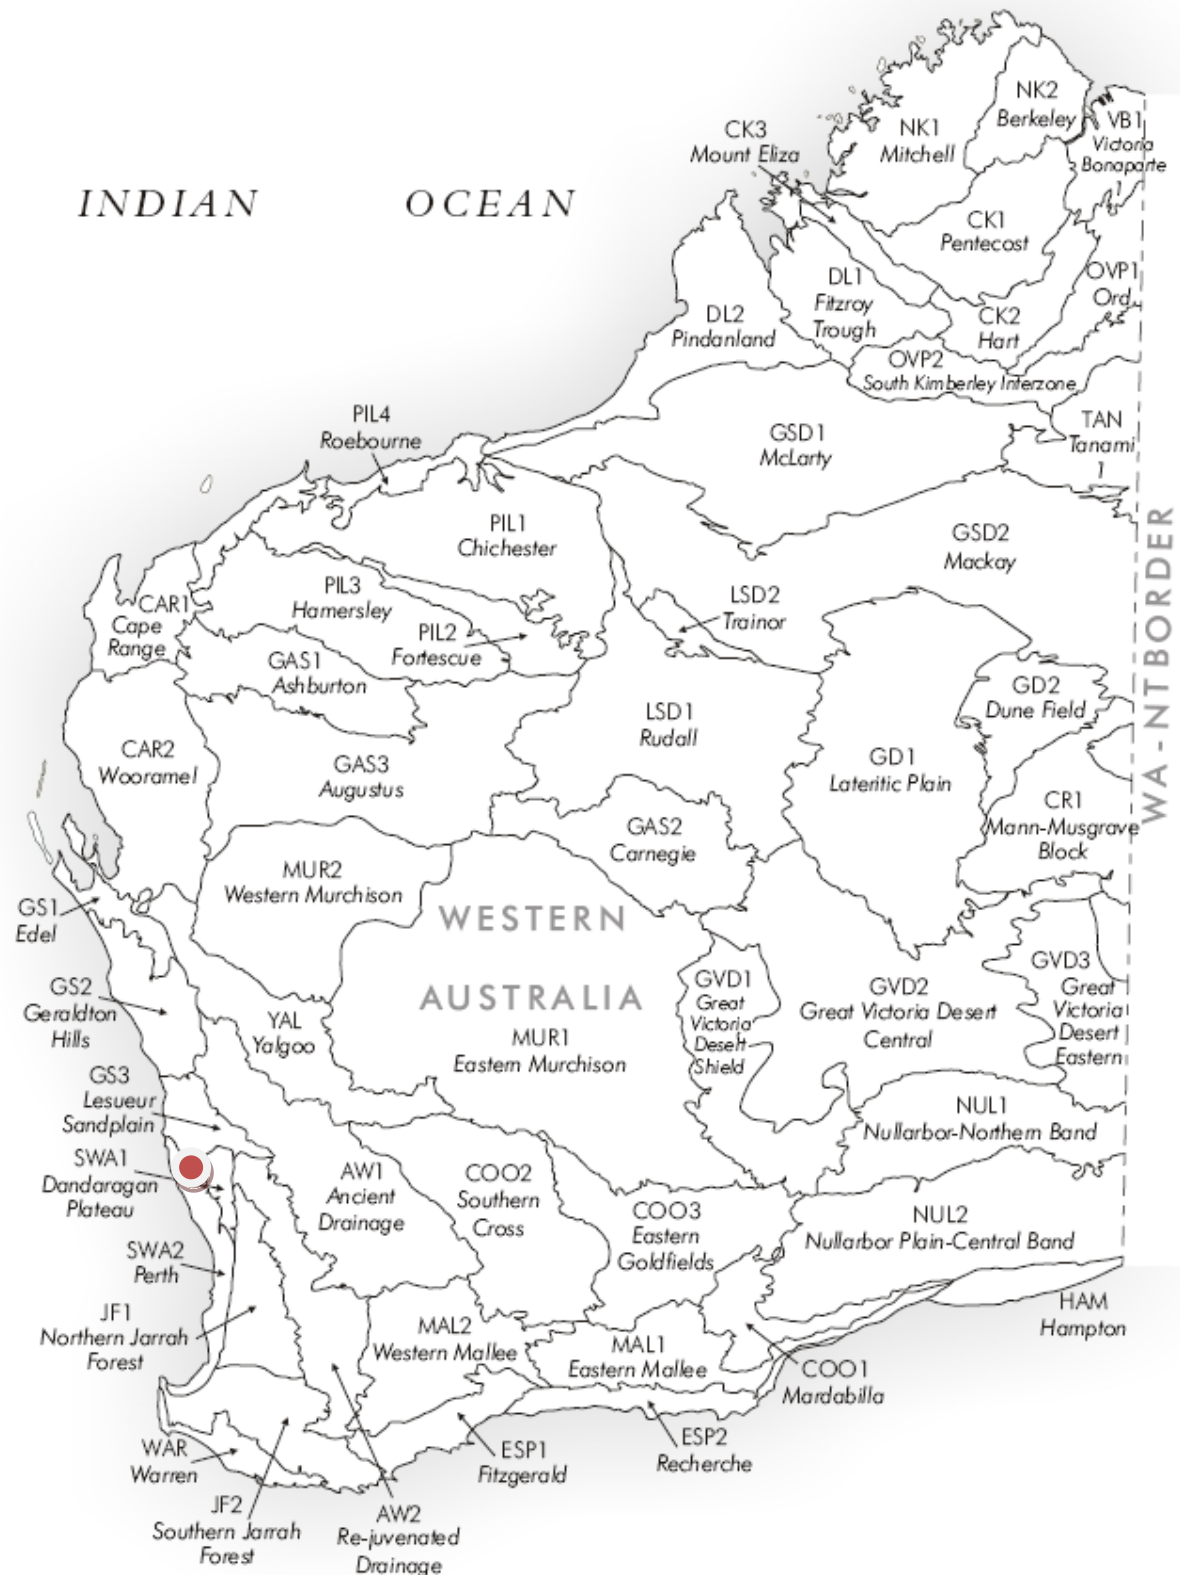 NK2
Berkeley
VB1
Victoria
Bonaparte
1
CK3
Mount Eliza
NK1
Mitchell
INDIAN OCEAN
CK1
Pentecost
DL1
Fitzroy
Trough
OVP1
Ord
DL2
Pindanland
CK2
Hart
OVP2
South Kimberley Interzone
PIL4
Roebourne
GSD1
McLarty
TAN
Tanami
1
PIL1
Chichester
GSD2
Mackay
WA-NT BORDER
PIL3
Hamersley
LSD2
Trainor
CAR1
Cape
Range
PIL2
Fortescue
GAS1
Ashburton
GD2
Dune Field
LSD1
Rudall
CAR2
Wooramel
GAS3
Augustus
GD1
Lateritic Plain
CR1
Mann-Musgrave
Block
GAS2
Carnegie
MUR2
Western Murchison
GS1
Edel
WESTERN
AUSTRALIA
GVD1
Great
Victoria
Desert
Shield
GVD2
Great Victoria Desert
Central
GVD3
Great
Victoria
Desert
Eastern
GS2
Geraldton
Hills
YAL
Yalgoo
MUR1
Eastern Murchison
GS3
Lesueur
Sandplain
NUL1
Nullarbor-Northern Band
SWA1
Dandaragan
Plateau
AW1
Ancient
Drainage
COO2
Southern
Cross
COO3
Eastern
Goldfields
NUL2
Nullarbor Plain-Central Band
SWA2
Perth
JF1
Northern Jarrah
Forest
MAL2
Western Mallee
MAL1
Eastern Mallee
HAM
Hampton
COO1
Mardabilla
WAR
Warren
ESP1
Fitzgerald
ESP2
Recherche
JF2
Southern Jarrah
Forest
AW2
Re-juvenated
Drainage